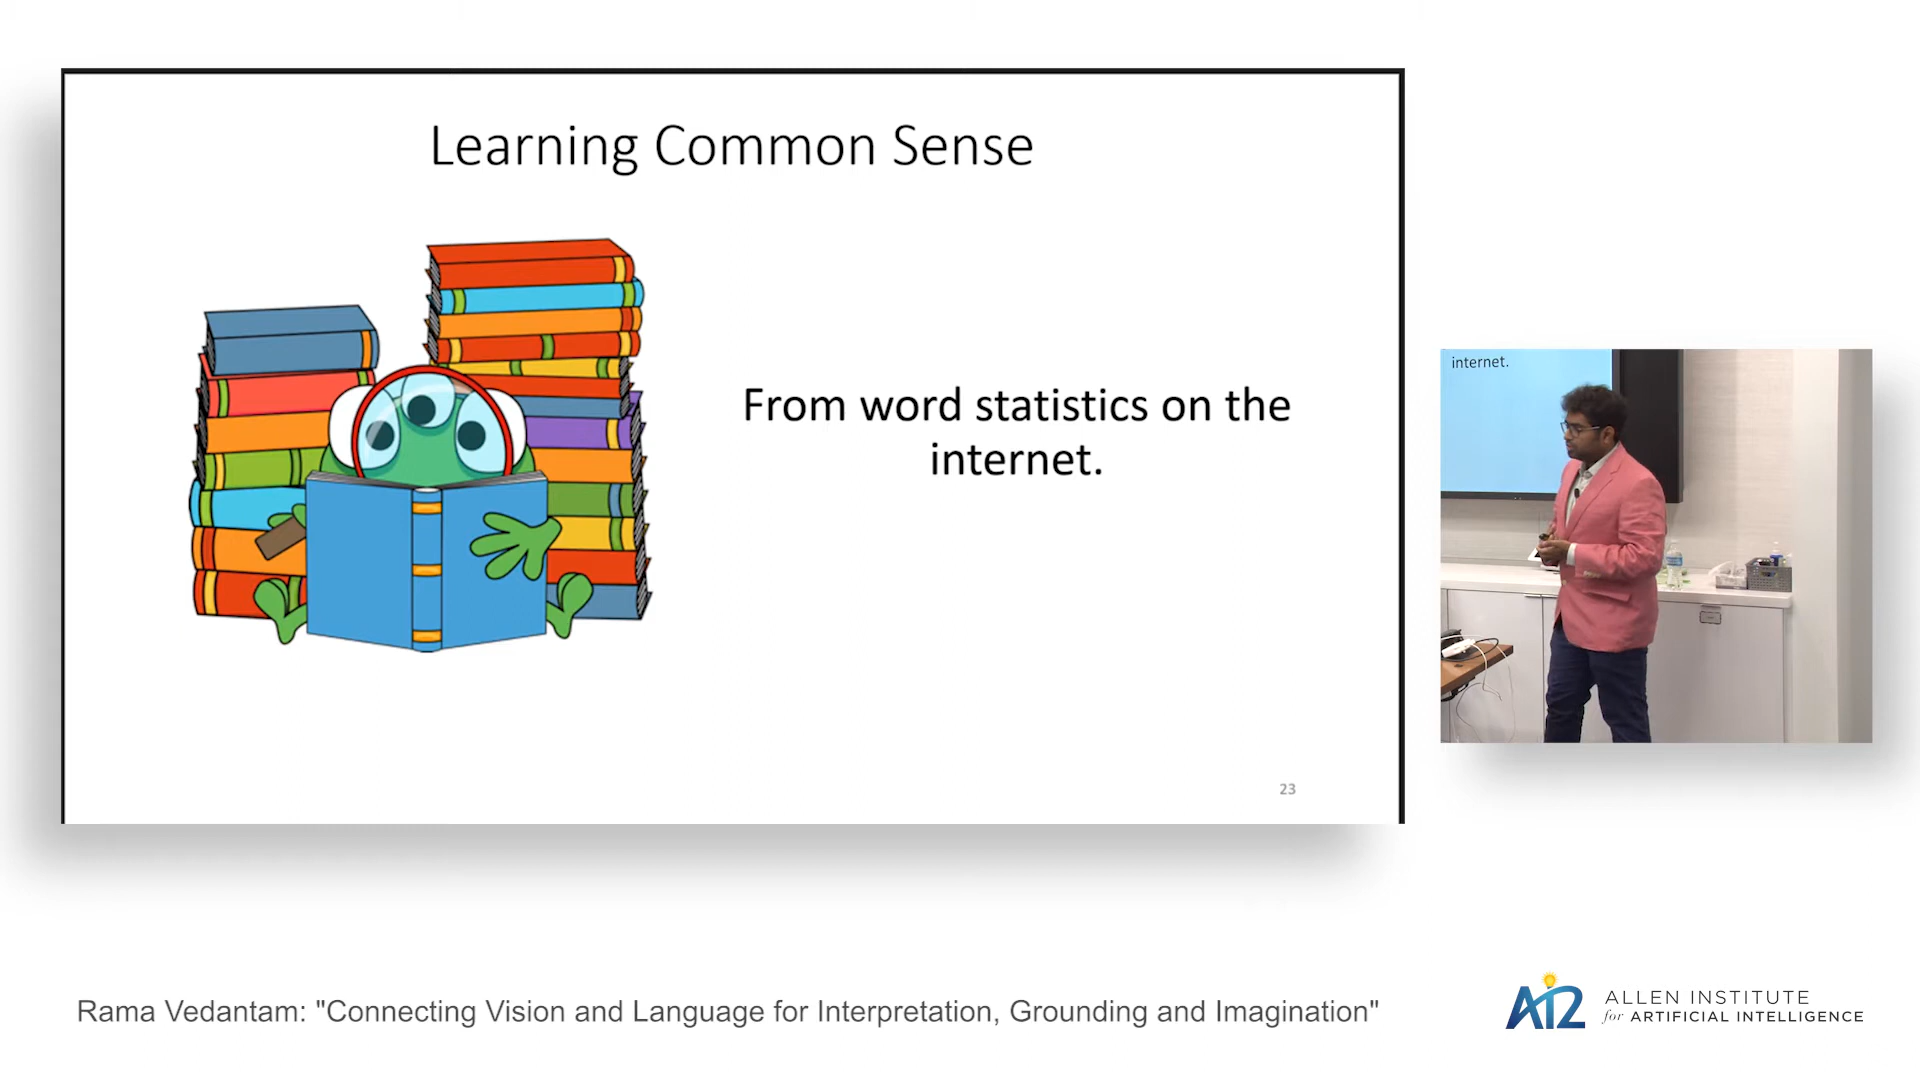 Learning Common Sense
From word statistics on the
internet.
23
internet.
Rama Vedantam: "Connecting Vision and Language for Interpretation, Grounding and Imagination"
AI2
ALLEN INSTITUTE
for ARTIFICIAL INTELLIGENCE